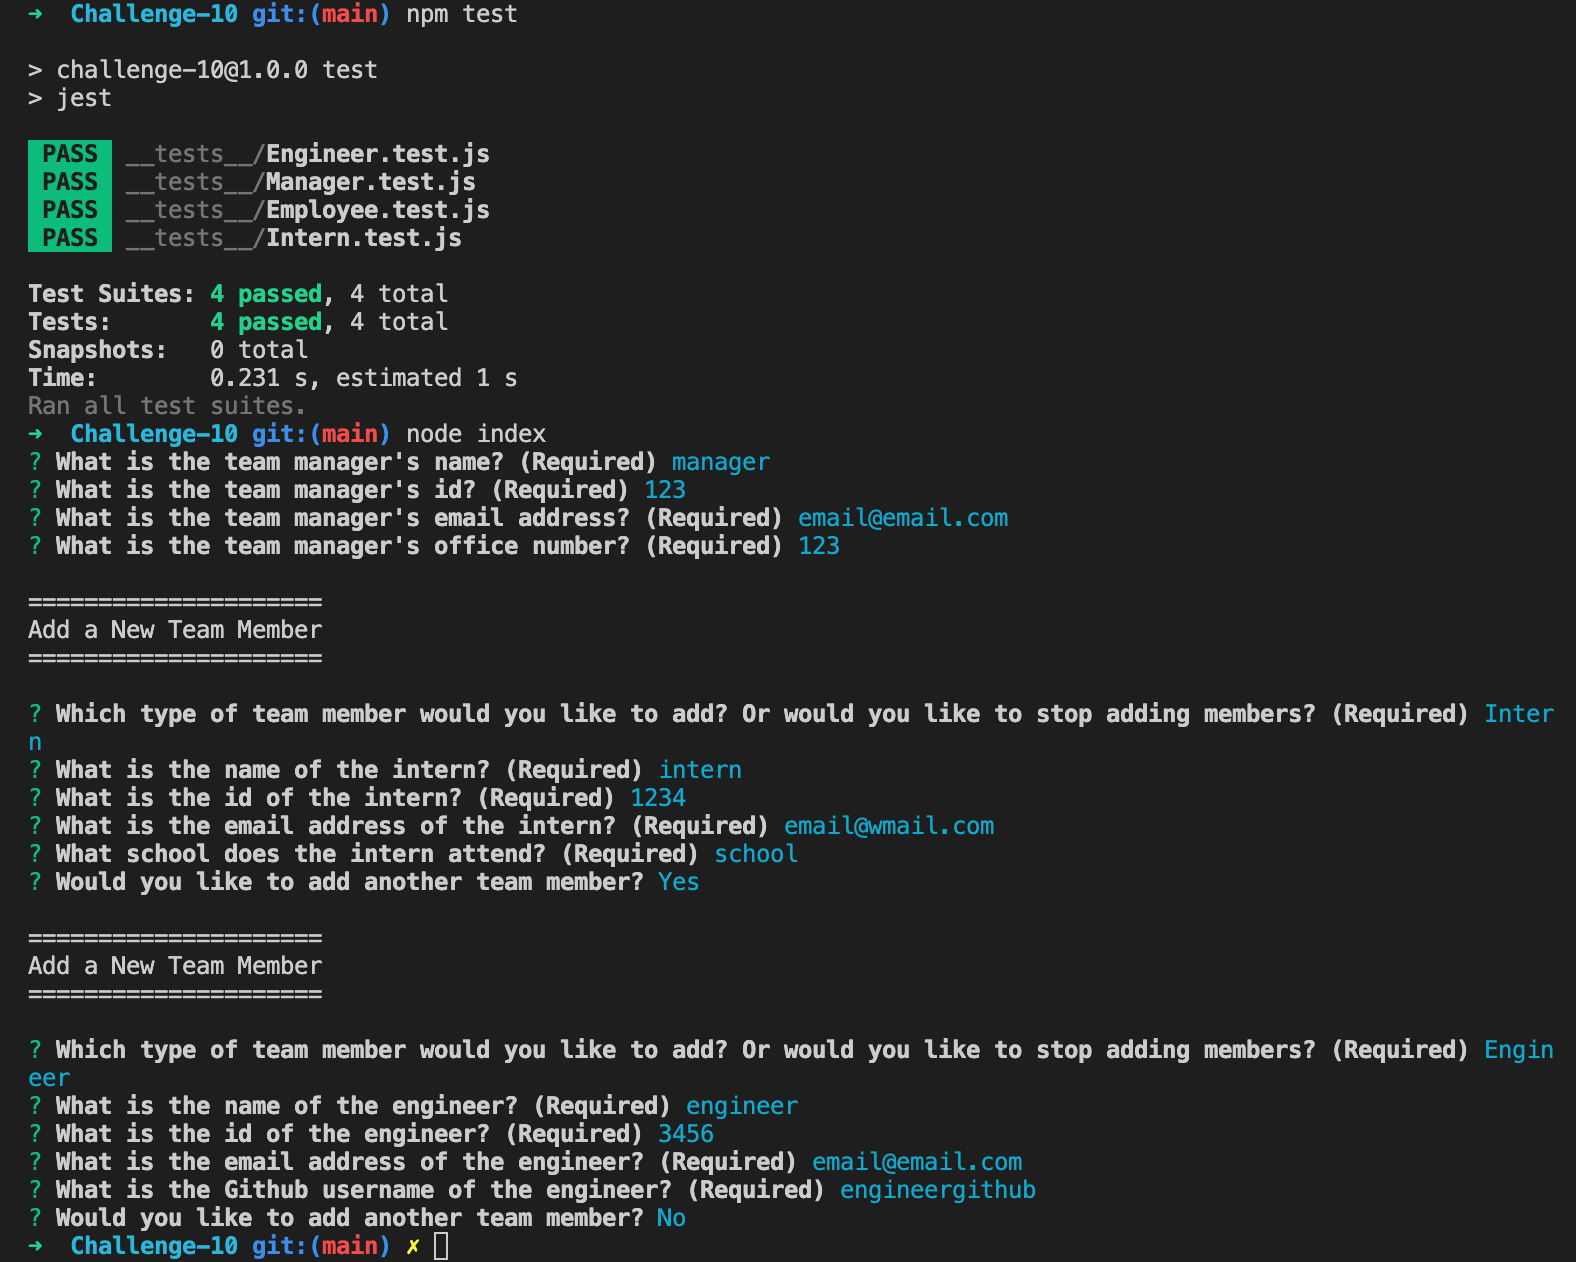 ➜  Challenge-10 git:(main) npm test

> challenge-10@1.0.0 test
> jest

PASS __tests__/Engineer.test.js
PASS __tests__/Manager.test.js
PASS __tests__/Employee.test.js
PASS __tests__/Intern.test.js

Test Suites: 4 passed, 4 total
Tests:       4 passed, 4 total
Snapshots:   0 total
Time:        0.231 s, estimated 1 s
Ran all test suites.
➜  Challenge-10 git:(main) node index
? What is the team manager's name? (Required) manager
? What is the team manager's id? (Required) 123
? What is the team manager's email address? (Required) email@email.com
? What is the team manager's office number? (Required) 123

=====================
Add a New Team Member
=====================

? Which type of team member would you like to add? Or would you like to stop adding members? (Required) Inter
n
? What is the name of the intern? (Required) intern
? What is the id of the intern? (Required) 1234
? What is the email address of the intern? (Required) email@wmail.com
? What school does the intern attend? (Required) school
? Would you like to add another team member? Yes

=====================
Add a New Team Member
=====================

? Which type of team member would you like to add? Or would you like to stop adding members? (Required) Engin
eer
? What is the name of the engineer? (Required) engineer
? What is the id of the engineer? (Required) 3456
? What is the email address of the engineer? (Required) email@email.com
? What is the Github username of the engineer? (Required) engineergithub
? Would you like to add another team member? No
➜  Challenge-10 git:(main) ✗